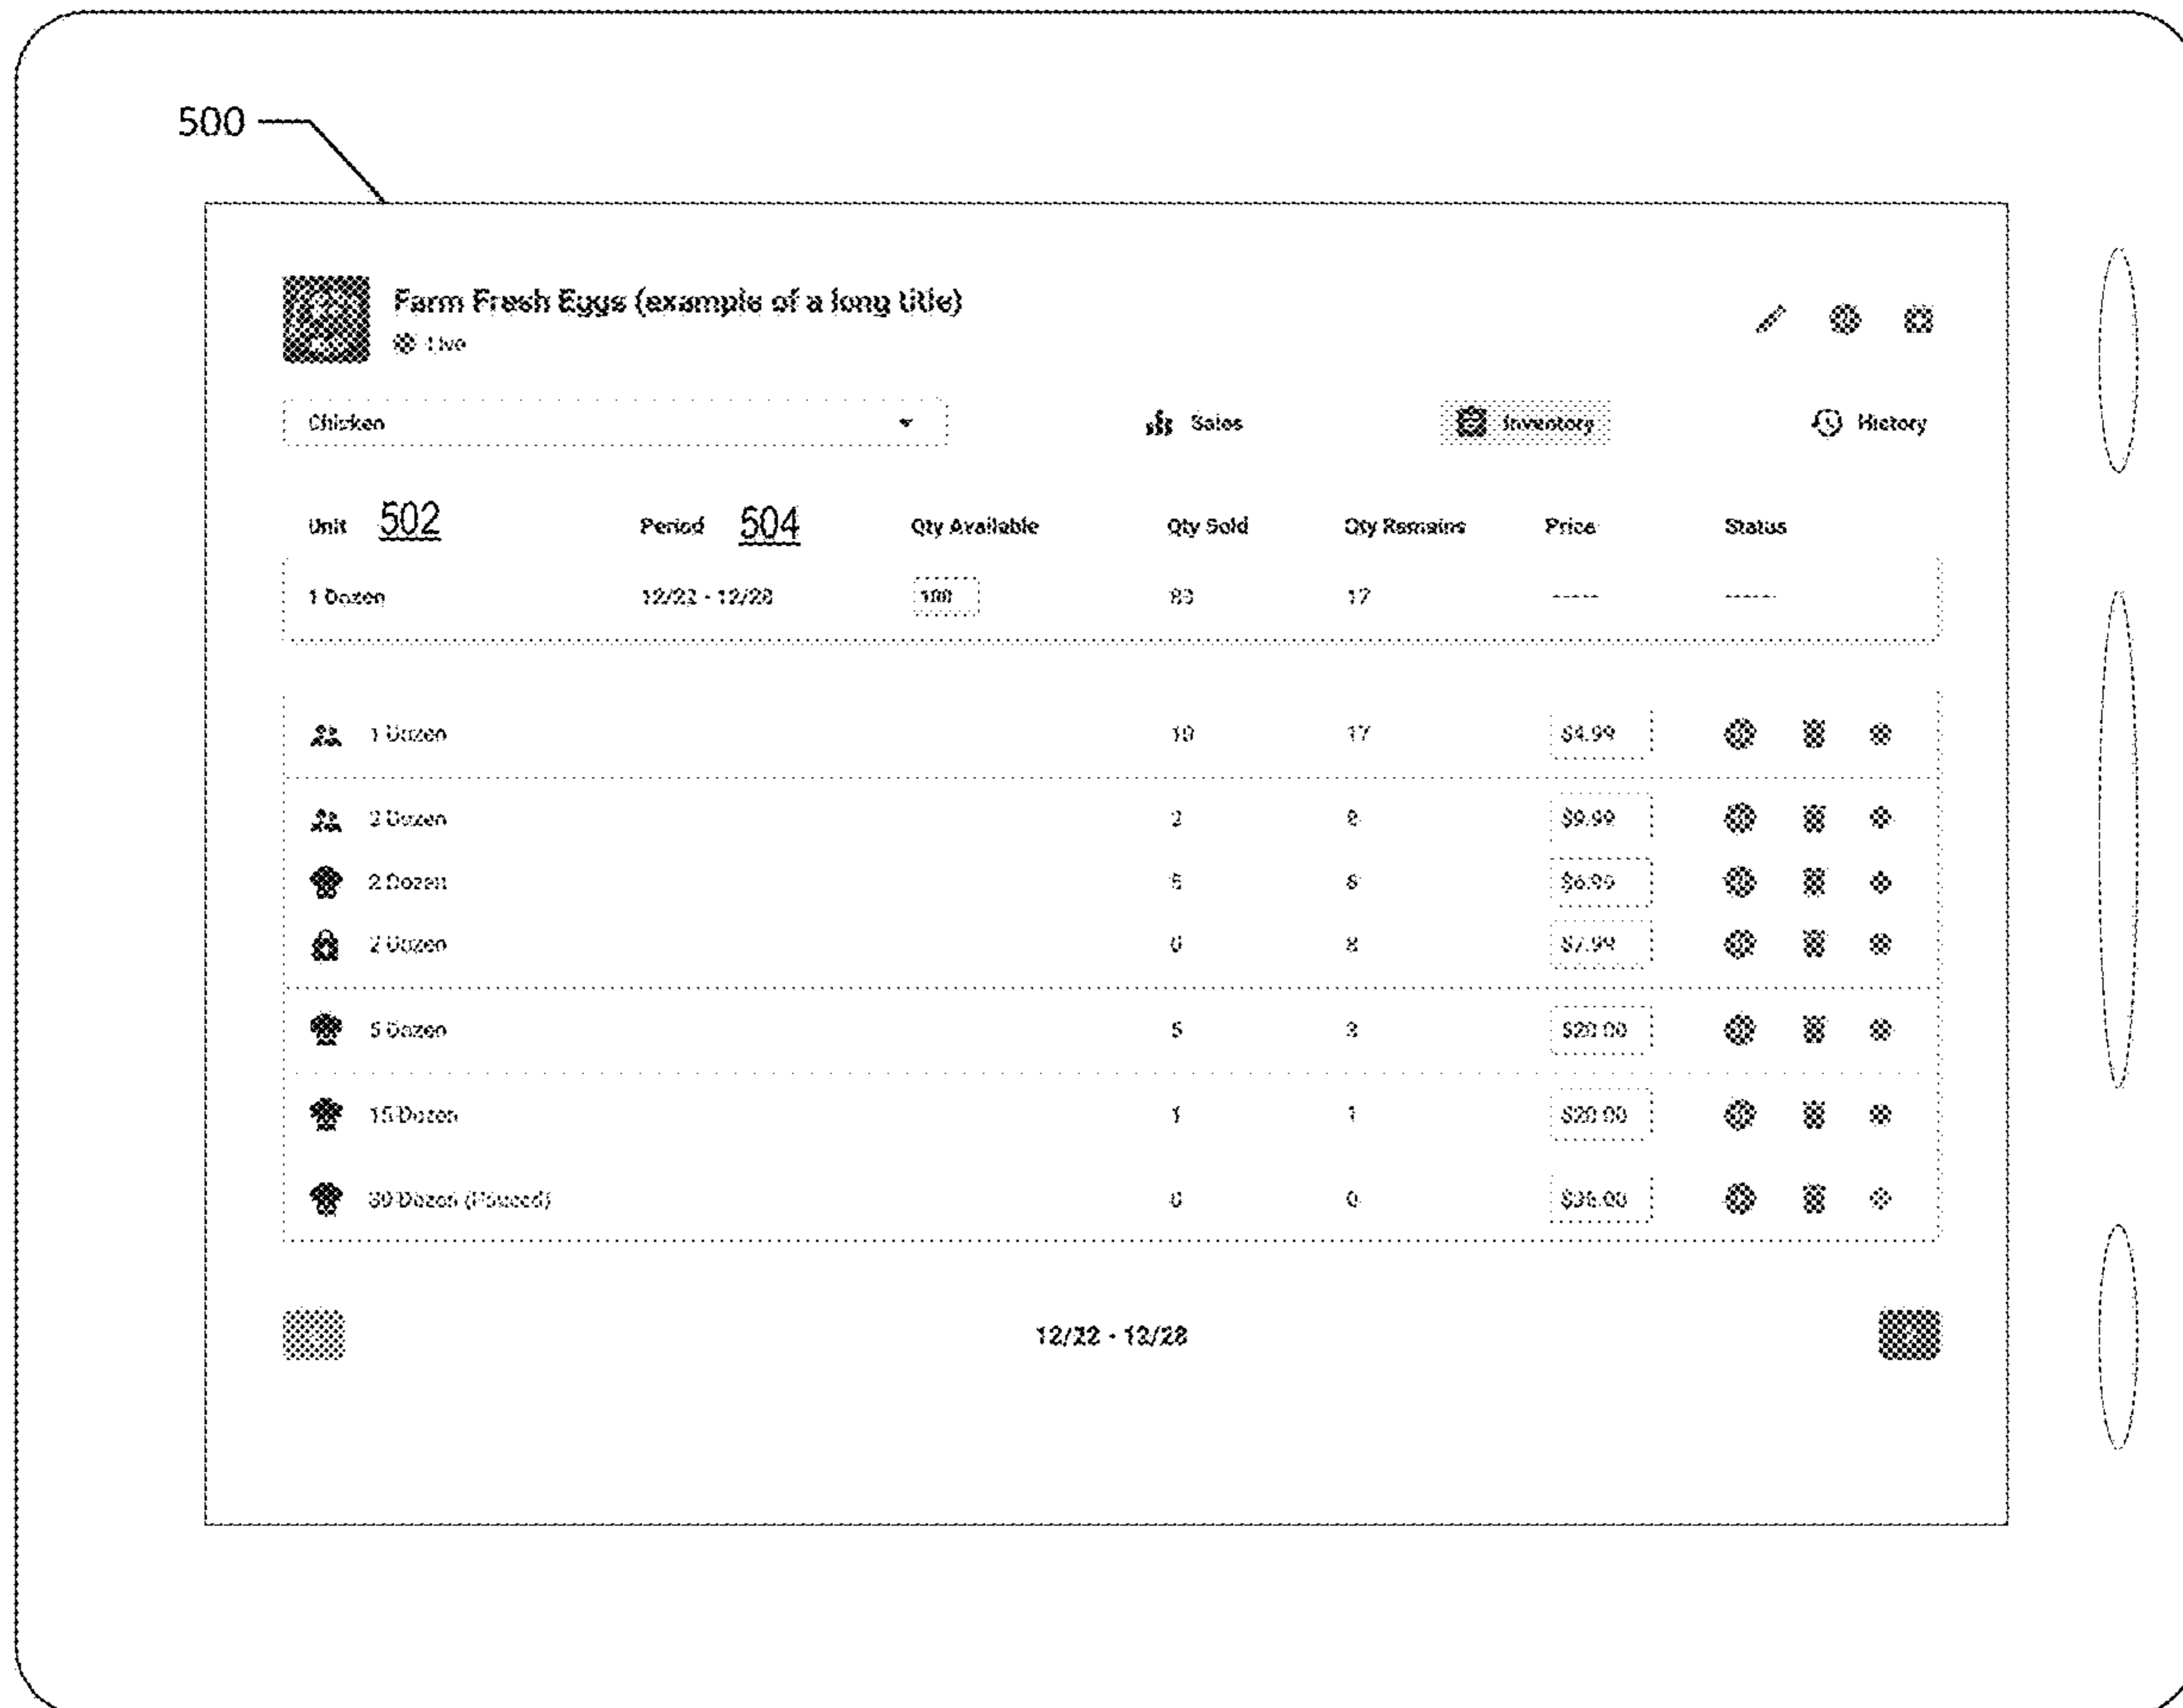 500
Farm Fresh Eggs (example of a long title)
Live
Chicken Sales Inventory History
Unit 502 Period 504 Qty Available Qty Sold Qty Remains Price Status
1 Dozen 12/22 - 12/28 100 83 17 ----- -----
1 Dozen 10 17 $4.99
2 Dozen 2 8 $9.99
2 Dozen 5 8 $6.99
2 Dozen 0 8 $7.99
5 Dozen 5 3 $20.00
15 Dozen 1 1 $20.00
Dozen (Paused) 0 0
12/22 - 12/28